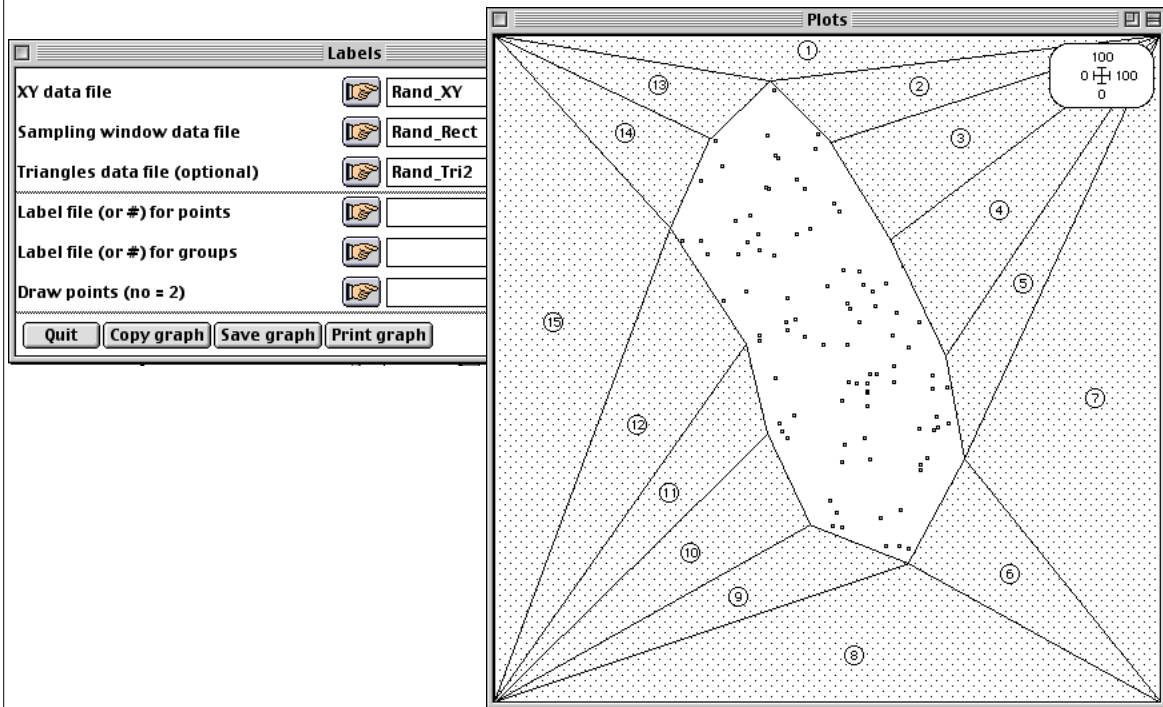 Labels
XY data file
Rand_XY
Sampling window data file
Rand_Rect
Triangles data file (optional)
Rand_Tri2
Label file (or #) for points
Label file (or #) for groups
Draw points (no = 2)
Quit
Copy graph
Save graph
Print graph
Plots
100
0 100
0
1
2
3
4
5
6
7
8
9
10
11
12
13
14
15